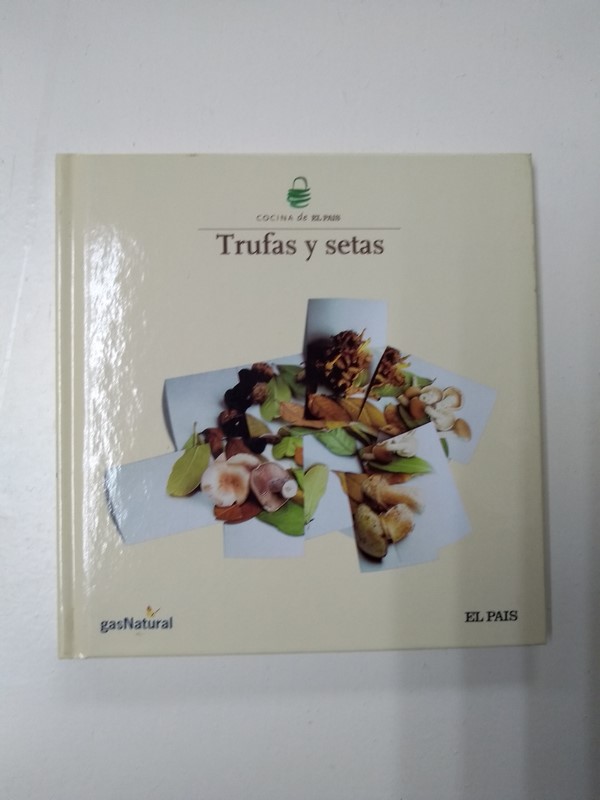 COCINA de EL PAIS
Trufas y setas
gasNatural
EL PAIS